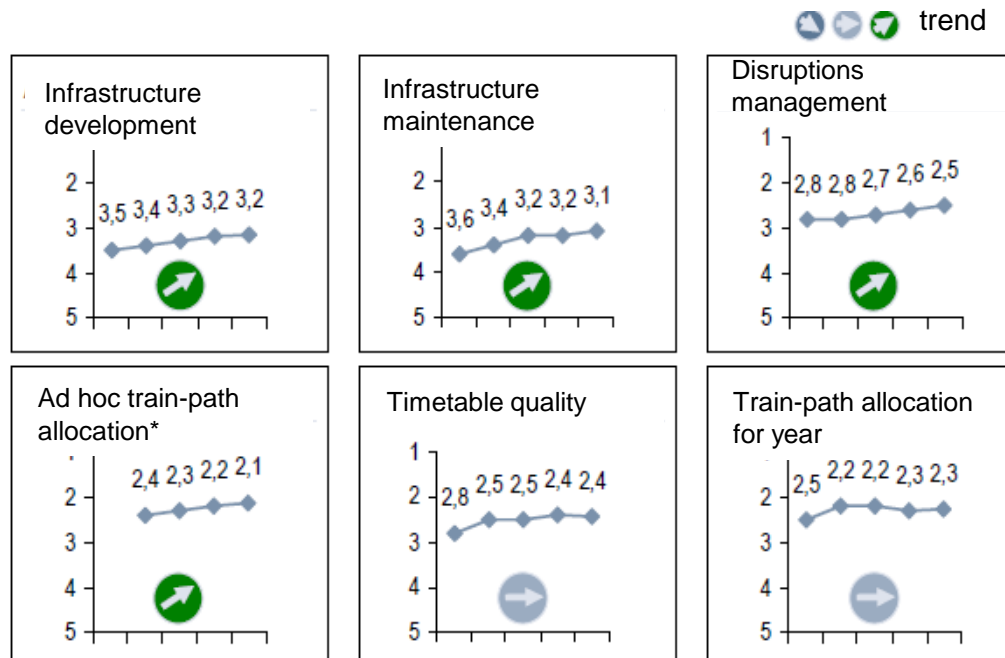 trend
Infrastructure
development
2
3
4
5
3,5 3,4 3,3 3,2 3,2
Infrastructure
maintenance
2
3
4
5
3,6 3,4 3,2 3,2 3,1
Disruptions
management
1
2
3
4
5
2,8 2,8 2,7 2,6 2,5
Ad hoc train-path
allocation*
2
3
4
5
2,4 2,3 2,2 2,1
Timetable quality
1
2
3
4
5
2,8 2,5 2,5 2,4 2,4
Train-path allocation
for year
2
3
4
5
2,5 2,2 2,2 2,3 2,3